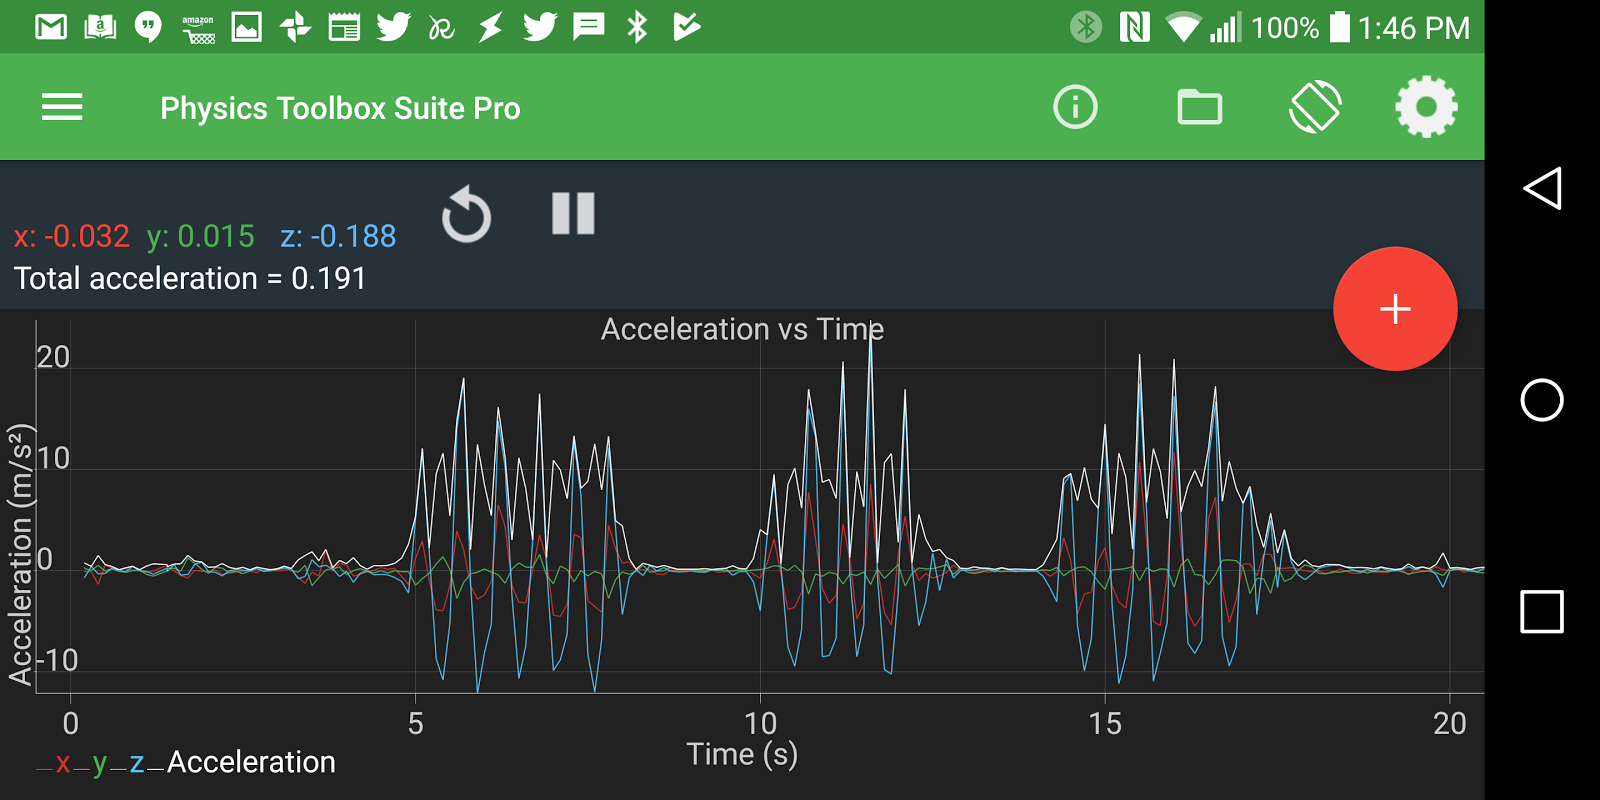 amazon
100% 1:46 PM
Physics Toolbox Suite Pro
x: -0.032 y: 0.015 z: -0.188
Total acceleration = 0.191
Acceleration vs Time
20
10
0
-10
Acceleration (m/s²)
0 5 10 15 20
Time (s)
x y z Acceleration